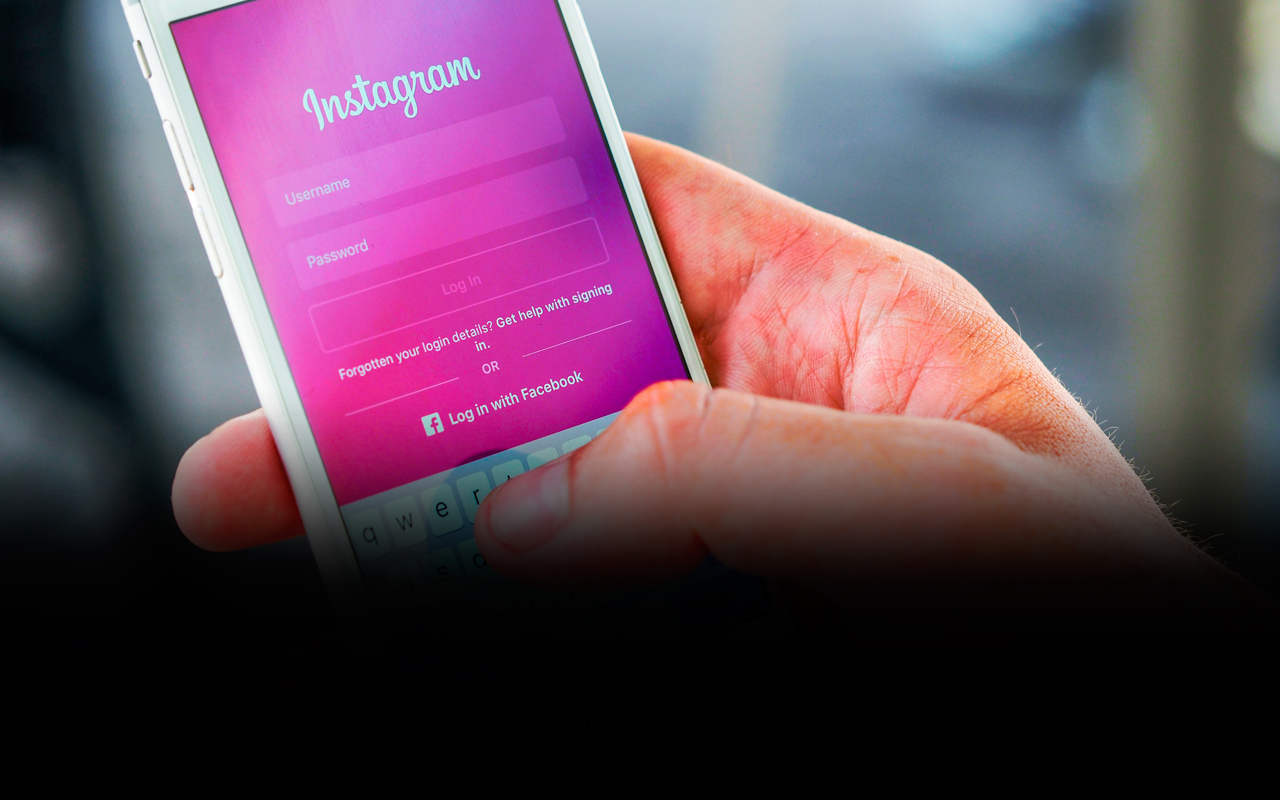 Instagram
Username
Password
Log In
Forgotten your login details? Get help with signing
in.
OR
f Log in with Facebook
q w e r
a s d